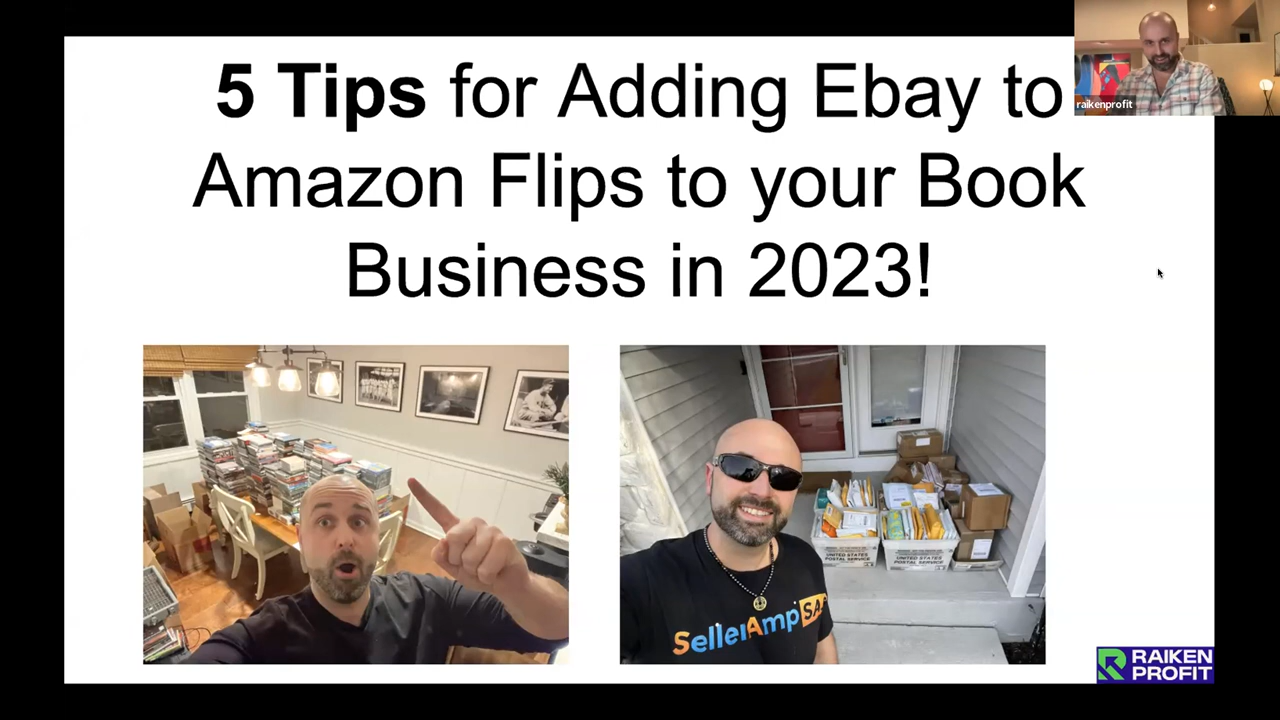 5 Tips for Adding Ebay to
Amazon Flips to your Book
Business in 2023!
raikenprofit
SellerAmp SA
UNITED STATES
POSTAL SERVICE
UNITED STATES
POSTAL SERVICE
RAIKEN
PROFIT